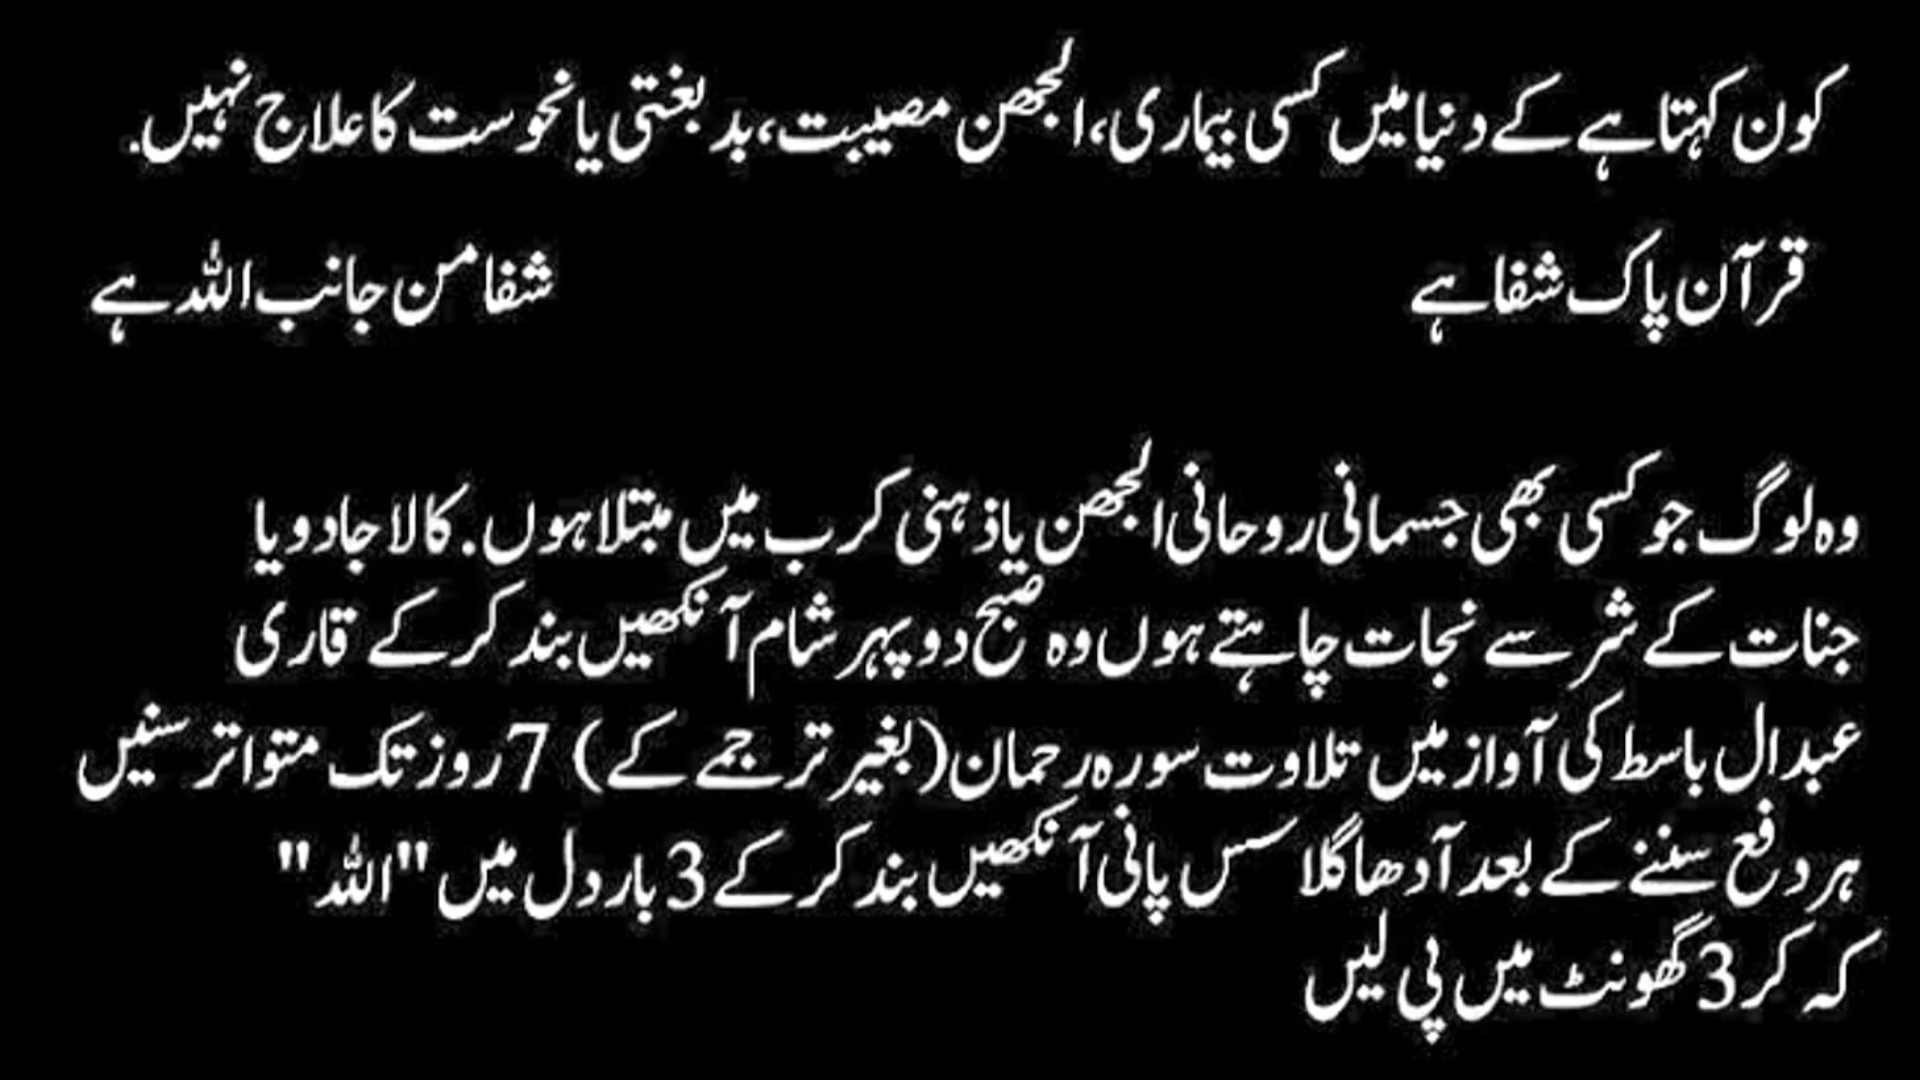 کون کہتا ہے کے دنیا میں کسی بیماری، الجھن مصیبت، بد بغتی یا نحوست کا علاج نہیں.
قرآن پاک شفا ہے شفا من جانب اللہ ہے
وہ لوگ جو کسی بھی جسمانی روحانی الجھن یا ذہنی کرب میں مبتلا ہوں. کالا جادو یا
جنات کے شر سے نجات چاہتے ہوں وہ صبح دوپہر شام آنکھیں بند کر کے قاری
عبدال باسط کی آواز میں تلاوت سورہ رحمان (بغیر ترجمے کے) 7 روز تک متواتر سنیں
ہر دفع سننے کے بعد آدھا گلاسس پانی آنکھیں بند کر کے 3 بار دل میں "اللہ"
کہ کر 3 گھونٹ میں پی لیں